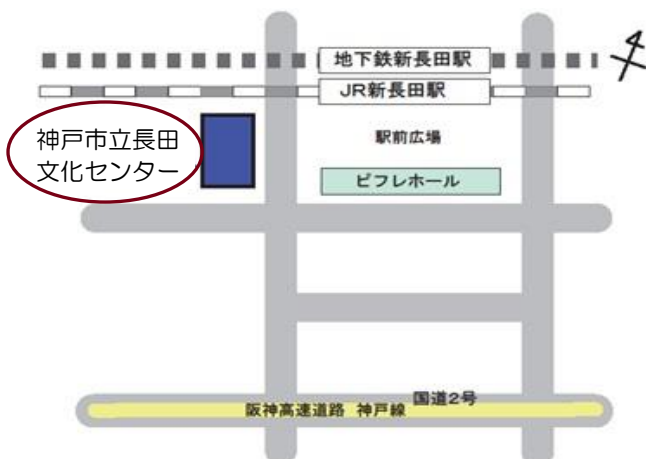 地下鉄新長田駅
JR新長田駅
神戸市立長田
文化センター
駅前広場
ピフレホール
国道2号
阪神高速道路 神戸線